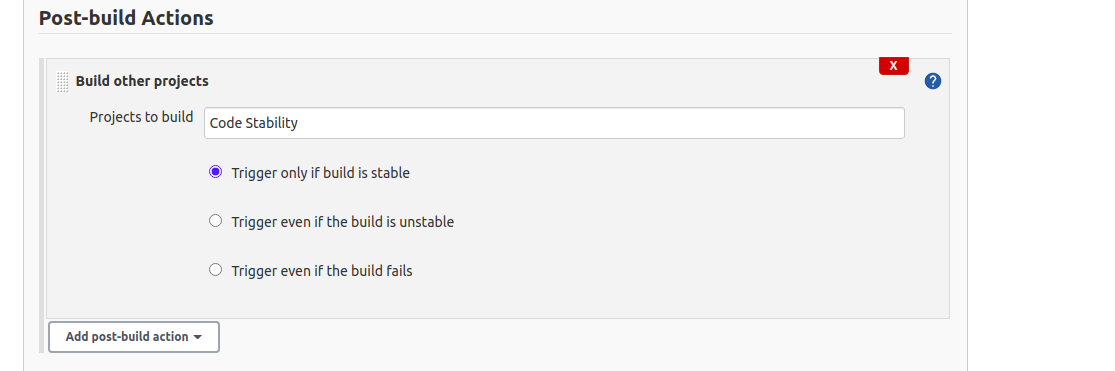 Post-build Actions
X
Build other projects
?
Projects to build
Code Stability
Trigger only if build is stable
Trigger even if the build is unstable
Trigger even if the build fails
Add post-build action